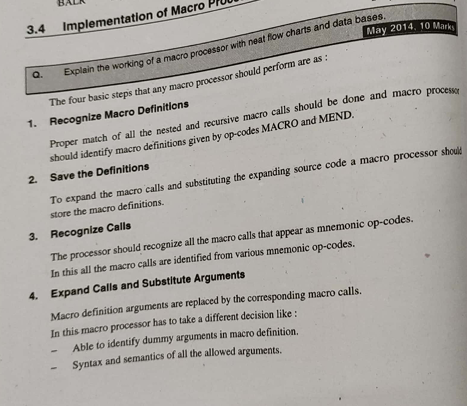 BALR
3.4 Implementation of Macro
Q. Explain the working of a macro processor with neat flow charts and data bases.
May 2014, 10 Marks
The four basic steps that any macro processor should perform are as :
1. Recognize Macro Definitions
Proper match of all the nested and recursive macro calls should be done and macro processor
should identify macro definitions given by op-codes MACRO and MEND.
2. Save the Definitions
To expand the macro calls and substituting the expanding source code a macro processor should
store the macro definitions.
3. Recognize Calls
The processor should recognize all the macro calls that appear as mnemonic op-codes.
In this all the macro calls are identified from various mnemonic op-codes.
4. Expand Calls and Substitute Arguments
Macro definition arguments are replaced by the corresponding macro calls.
In this macro processor has to take a different decision like :
– Able to identify dummy arguments in macro definition.
– Syntax and semantics of all the allowed arguments.